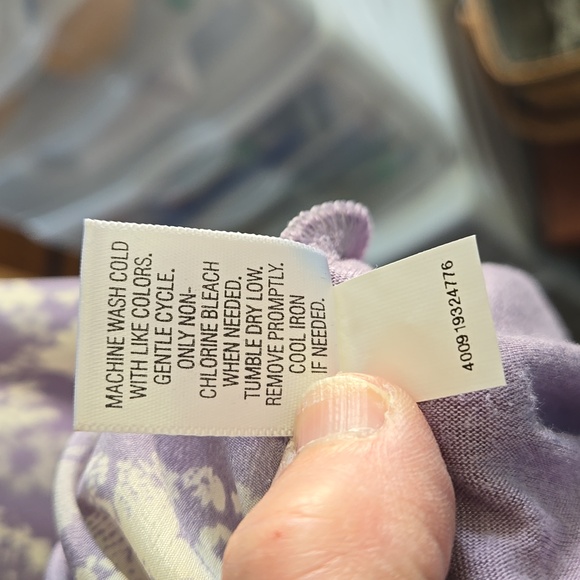 MACHINE WASH COLD
WITH LIKE COLORS.
GENTLE CYCLE.
ONLY NON-
CHLORINE BLEACH
WHEN NEEDED.
TUMBLE DRY LOW.
REMOVE PROMPTLY.
COOL IRON
IF NEEDED.
400919324776